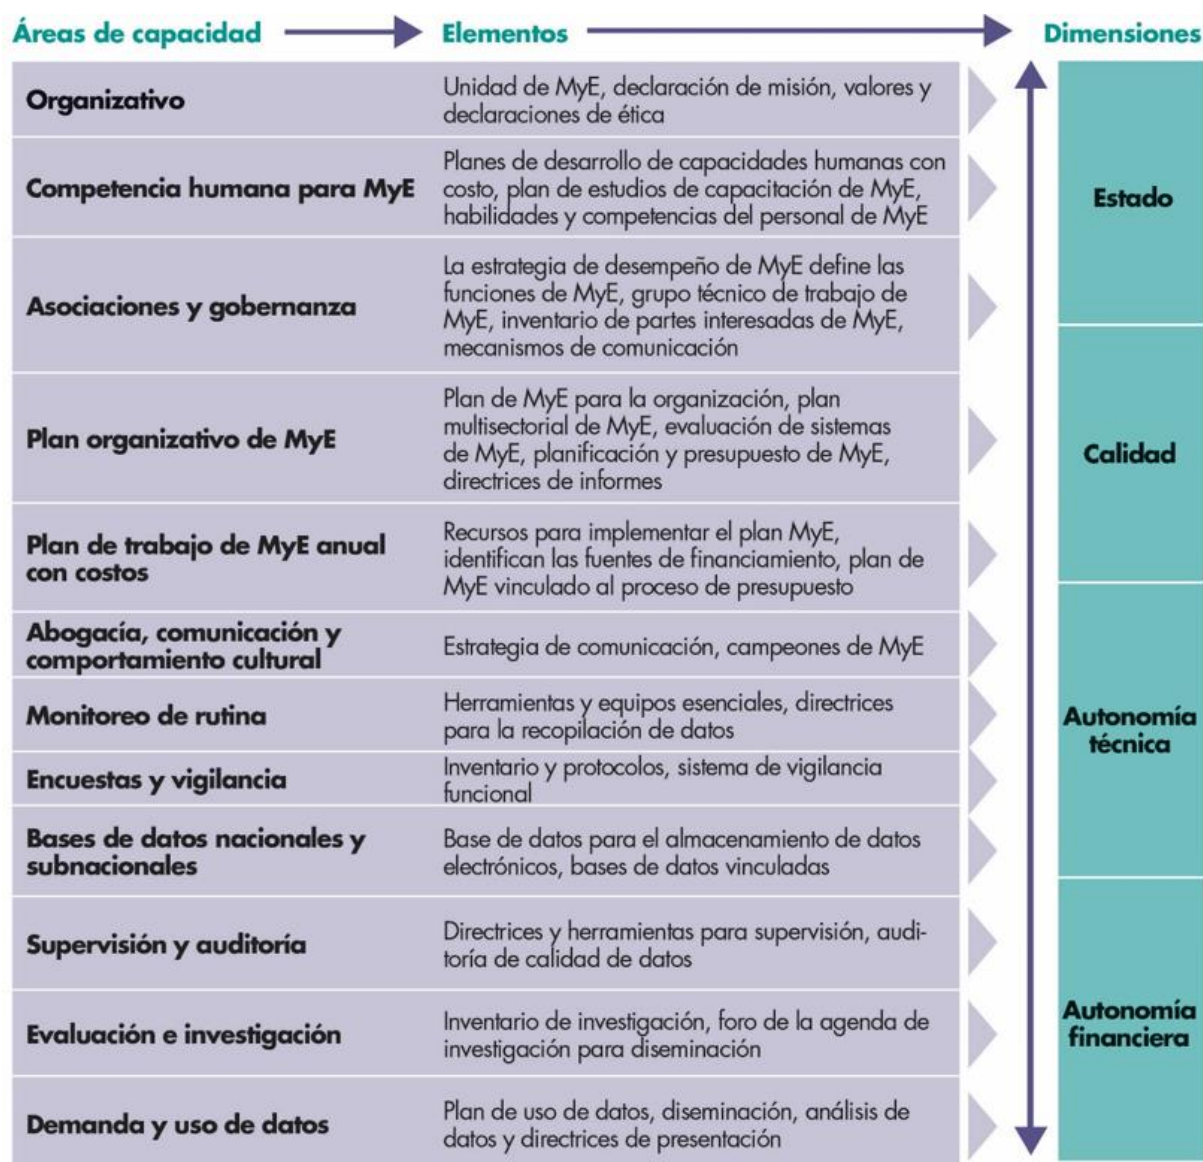 Áreas de capacidad
Elementos
Dimensiones
Organizativo
Unidad de MyE, declaración de misión, valores y
declaraciones de ética
Competencia humana para MyE
Planes de desarrollo de capacidades humanas con
costo, plan de estudios de capacitación de MyE,
habilidades y competencias del personal de MyE
Asociaciones y gobernanza
La estrategia de desempeño de MyE define las
funciones de MyE, grupo técnico de trabajo de
MyE, inventario de partes interesadas de MyE,
mecanismos de comunicación
Plan organizativo de MyE
Plan de MyE para la organización, plan
multisectorial de MyE, evaluación de sistemas
de MyE, planificación y presupuesto de MyE,
directrices de informes
Plan de trabajo de MyE anual
con costos
Recursos para implementar el plan MyE,
identifican las fuentes de financiamiento, plan de
MyE vinculado al proceso de presupuesto
Abogacía, comunicación y
comportamiento cultural
Estrategia de comunicación, campeones de MyE
Monitoreo de rutina
Herramientas y equipos esenciales, directrices
para la recopilación de datos
Encuestas y vigilancia
Inventario y protocolos, sistema de vigilancia
funcional
Bases de datos nacionales y
subnacionales
Base de datos para el almacenamiento de datos
electrónicos, bases de datos vinculadas
Supervisión y auditoría
Directrices y herramientas para supervisión, audi-
toría de calidad de datos
Evaluación e investigación
Inventario de investigación, foro de la agenda de
investigación para diseminación
Demanda y uso de datos
Plan de uso de datos, diseminación, análisis de
datos y directrices de presentación
Estado
Calidad
Autonomía
técnica
Autonomía
financiera